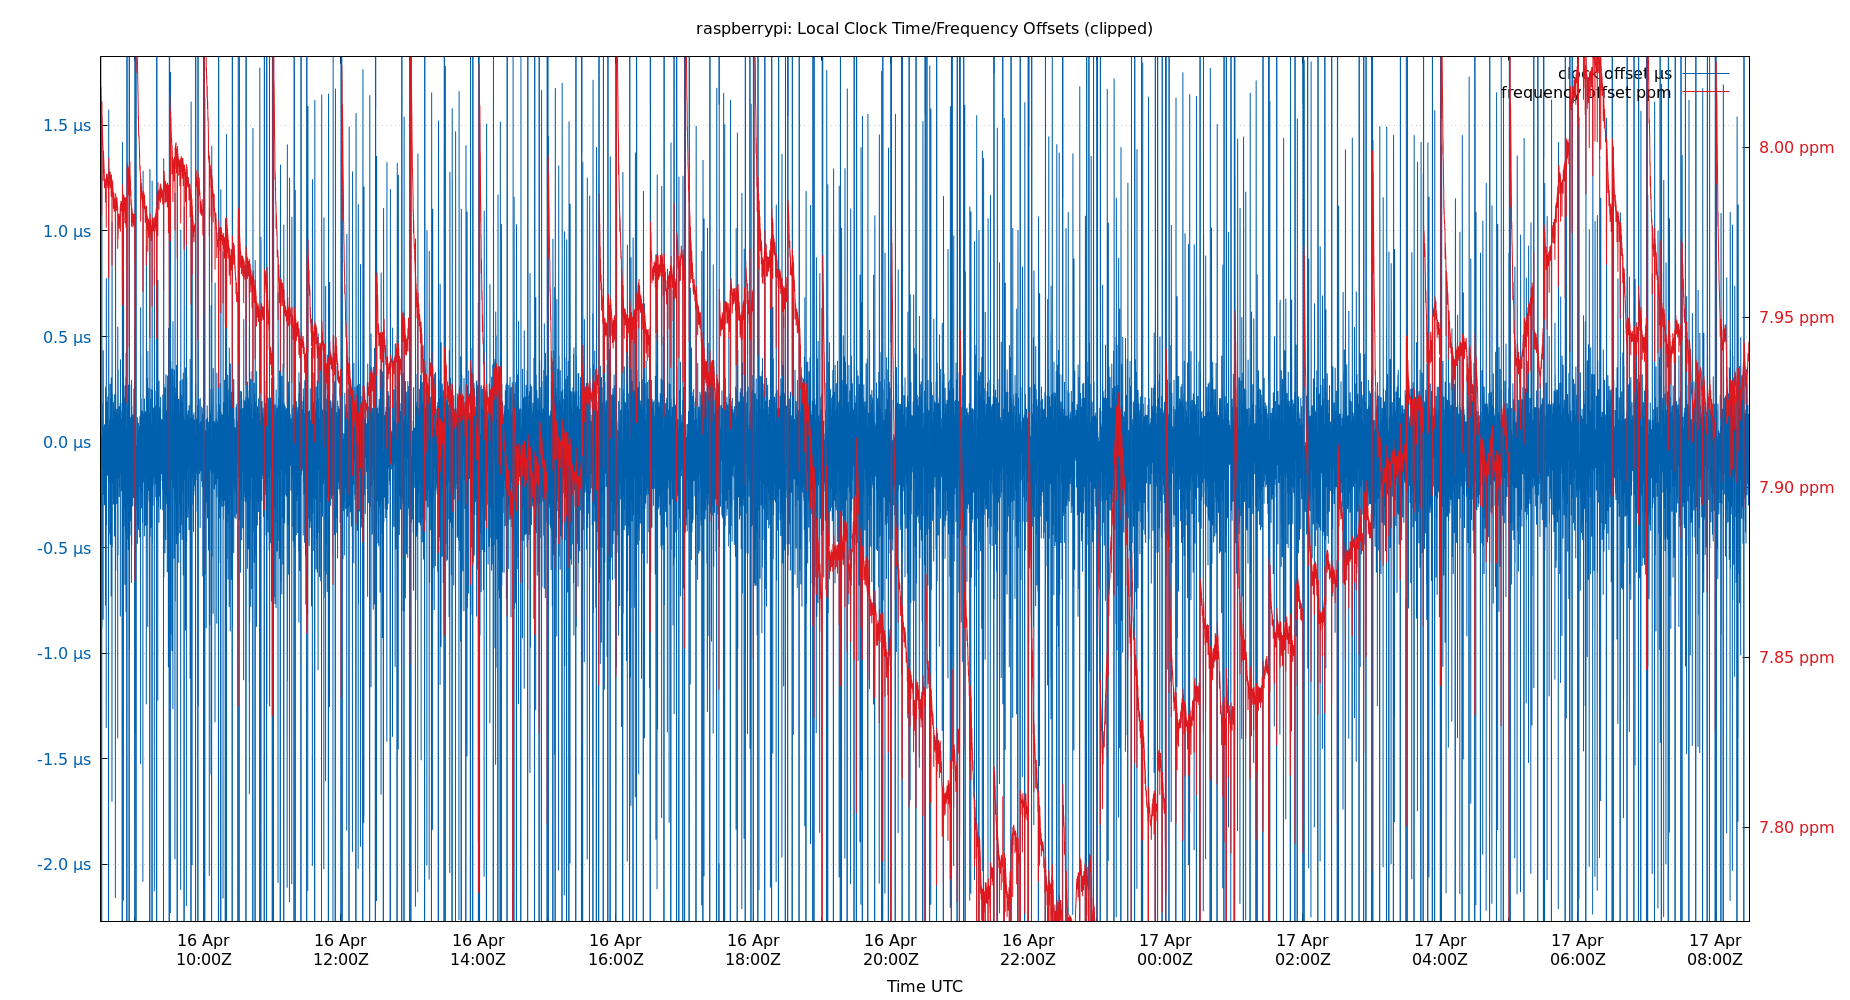 raspberrypi: Local Clock Time/Frequency Offsets (clipped)
clock offset µs
frequency offset ppm
1.5 µs
1.0 µs
0.5 µs
0.0 µs
-0.5 µs
-1.0 µs
-1.5 µs
-2.0 µs
8.00 ppm
7.95 ppm
7.90 ppm
7.85 ppm
7.80 ppm
16 Apr 16 Apr 16 Apr 16 Apr 16 Apr 16 Apr 16 Apr 17 Apr 17 Apr 17 Apr 17 Apr 17 Apr
10:00Z 12:00Z 14:00Z 16:00Z 18:00Z 20:00Z 22:00Z 00:00Z 02:00Z 04:00Z 06:00Z 08:00Z
Time UTC